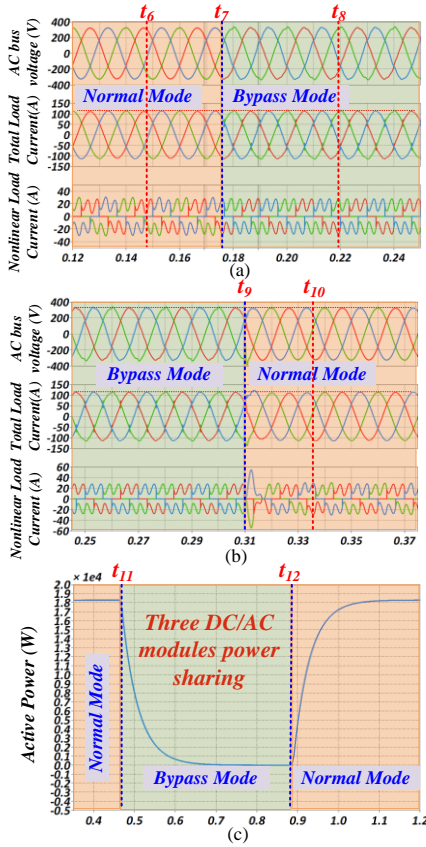 t6 t7 t8
AC bus voltage (V)
400
200
0
-200
-400
Normal Mode Bypass Mode
Total Load Current(A)
150
100
50
0
-50
-100
Nonlinear Load Current (A)
40
20
0
-20
-40
0.12 0.14 0.16 0.18 0.20 0.22 0.24
(a)
t9 t10
AC bus voltage (V)
400
200
0
-200
-400
Bypass Mode Normal Mode
Total Load Current(A)
150
100
50
0
-50
-100
-150
Nonlinear Load Current (A)
60
40
20
0
-20
-40
-60
0.25 0.27 0.29 0.31 0.33 0.35 0.37
(b)
t11 t12
× 1e4
Active Power (W)
2.0
1.9
1.8
1.7
1.6
1.5
1.4
1.3
1.2
1.1
1.0
0.9
0.8
0.7
0.6
0.5
0.4
0.3
0.2
0.1
0.0
-0.1
-0.2
-0.3
-0.4
-0.5
Three DC/AC
modules power
sharing
Normal Mode
Bypass Mode Normal Mode
0.4 0.5 0.6 0.7 0.8 0.9 1.0 1.1 1.2
(c)